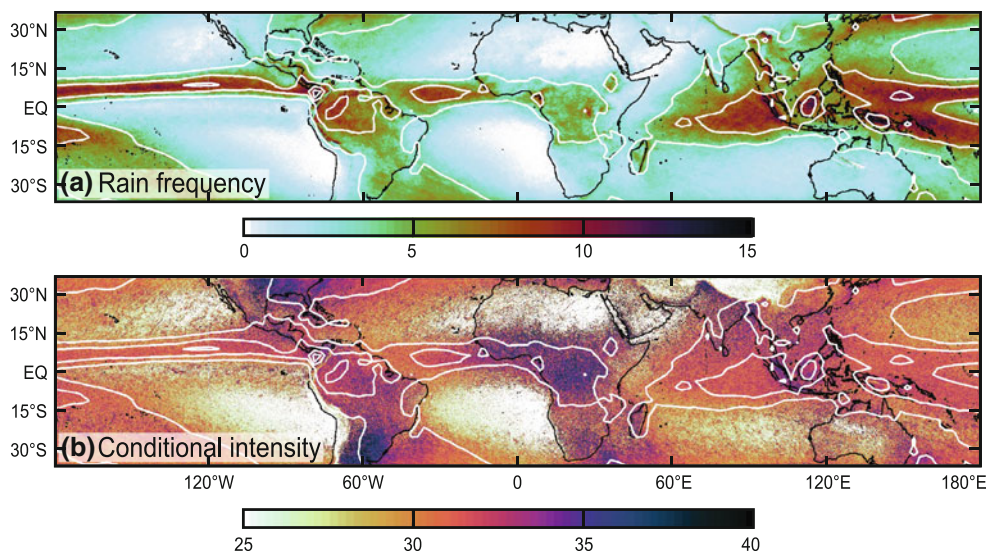 30°N
15°N
EQ
15°S
30°S
(a) Rain frequency
0 5 10 15
30°N
15°N
EQ
15°S
30°S
(b) Conditional intensity
120°W 60°W 0 60°E 120°E 180°E
25 30 35 40